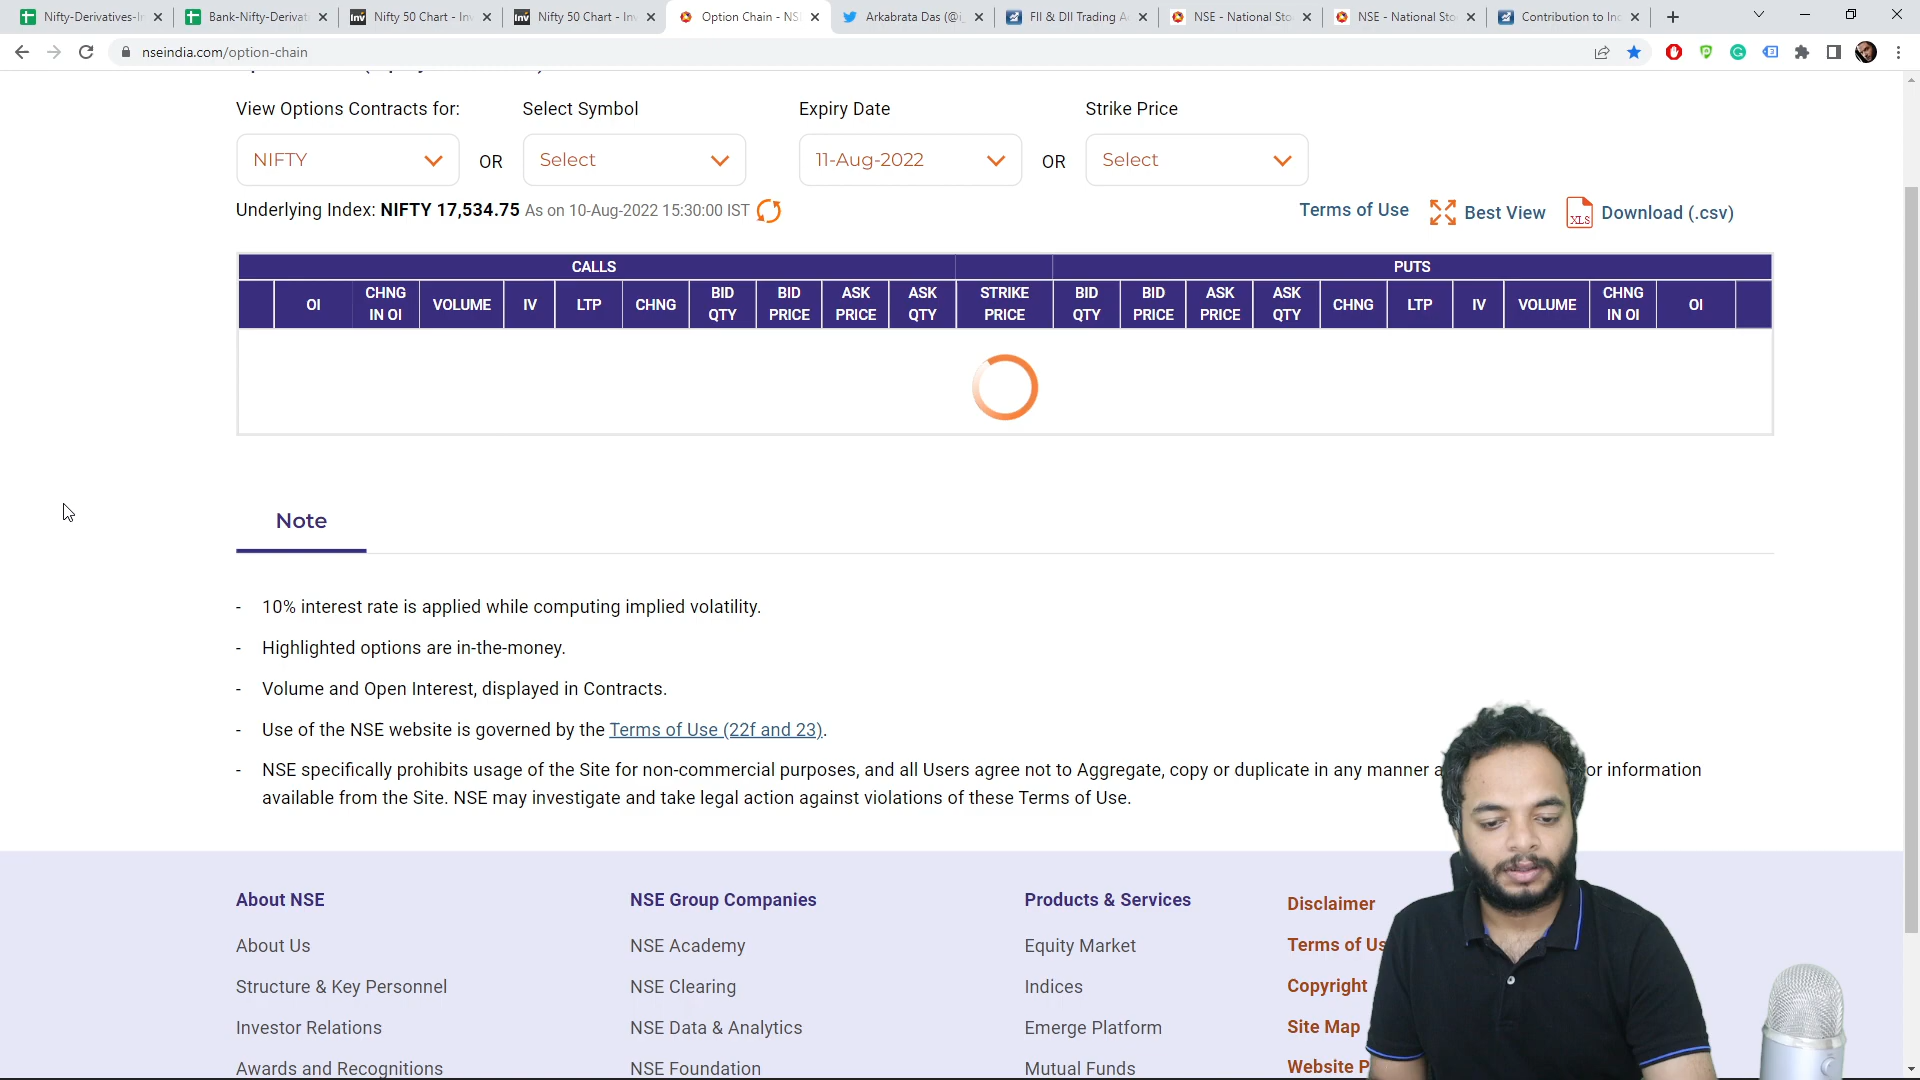 Nifty-Derivatives-In
Bank-Nifty-Derivati
Nifty 50 Chart - Inv
Nifty 50 Chart - Inv
Option Chain - NS
Arkabrata Das (@i_
FII & DII Trading A
NSE - National Sto
NSE - National Sto
Contribution to Inc
nseindia.com/option-chain
View Options Contracts for:
Select Symbol
Expiry Date
Strike Price
NIFTY
OR
Select
11-Aug-2022
OR
Select
Underlying Index: NIFTY 17,534.75 As on 10-Aug-2022 15:30:00 IST
Terms of Use
Best View
XLS
Download (.csv)
CALLS
PUTS
OI
CHNG
IN OI
VOLUME
IV
LTP
CHNG
BID
QTY
BID
PRICE
ASK
PRICE
ASK
QTY
STRIKE
PRICE
BID
QTY
BID
PRICE
ASK
PRICE
ASK
QTY
CHNG
LTP
IV
VOLUME
CHNG
IN OI
OI
Note
- 10% interest rate is applied while computing implied volatility.
- Highlighted options are in-the-money.
- Volume and Open Interest, displayed in Contracts.
- Use of the NSE website is governed by the Terms of Use (22f and 23).
- NSE specifically prohibits usage of the Site for non-commercial purposes, and all Users agree not to Aggregate, copy or duplicate in any manner a or information
available from the Site. NSE may investigate and take legal action against violations of these Terms of Use.
About NSE
About Us
Structure & Key Personnel
Investor Relations
Awards and Recognitions
NSE Group Companies
NSE Academy
NSE Clearing
NSE Data & Analytics
NSE Foundation
Products & Services
Equity Market
Indices
Emerge Platform
Mutual Funds
Disclaimer
Terms of Us
Copyright
Site Map
Website P